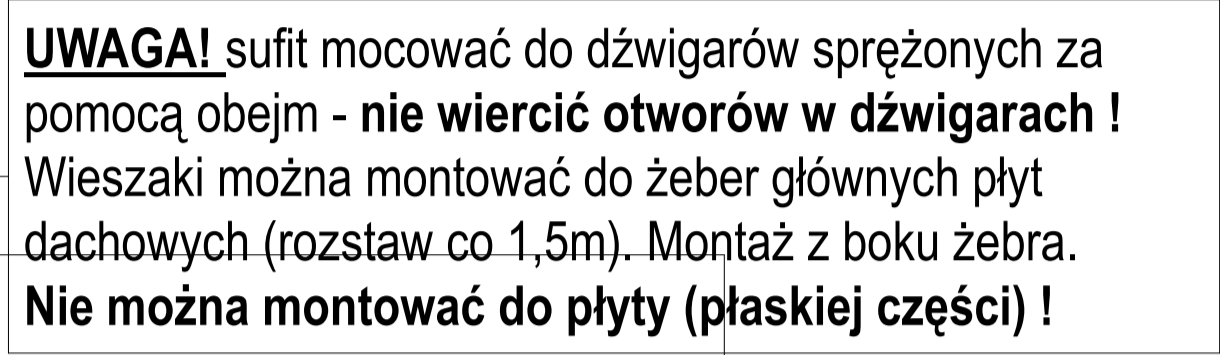 UWAGA! sufit mocować do dźwigarów sprężonych za
pomocą obejm - nie wiercić otworów w dźwigarach !
Wieszaki można montować do żeber głównych płyt
dachowych (rozstaw co 1,5m). Montaż z boku żebra.
Nie można montować do płyty (płaskiej części) !